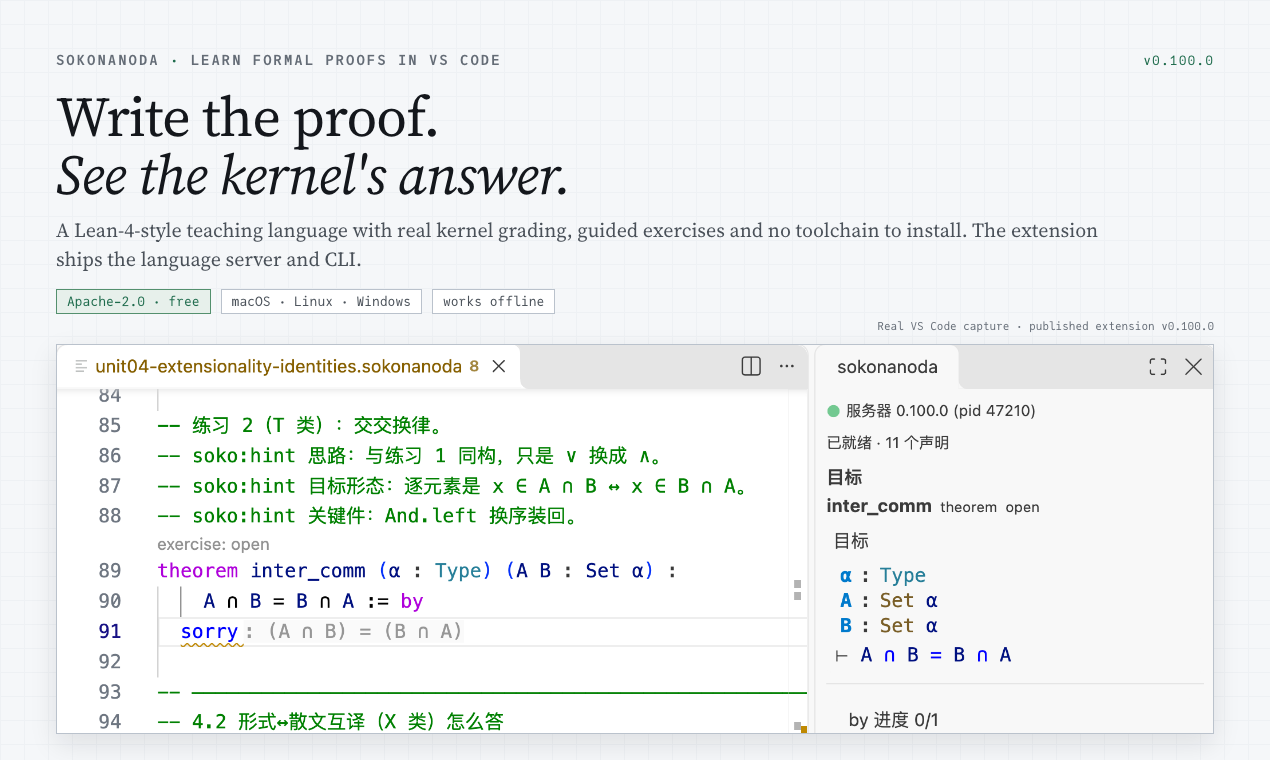 SOKONANODA · LEARN FORMAL PROOFS IN VS CODE
v0.100.0
Write the proof.
See the kernel's answer.
A Lean-4-style teaching language with real kernel grading, guided exercises and no toolchain to install. The extension
ships the language server and CLI.
Apache-2.0 · free
macOS · Linux · Windows
works offline
Real VS Code capture · published extension v0.100.0
unit04-extensionality-identities.sokonanoda 8
84
85 -- 练习 2（T 类）：交交换律。
86 -- soko:hint 思路：与练习 1 同构，只是 ∨ 换成 ∧。
87 -- soko:hint 目标形态：逐元素是 x ∈ A ∩ B ↔ x ∈ B ∩ A。
88 -- soko:hint 关键件：And.left 换序装回。
exercise: open
89 theorem inter_comm (α : Type) (A B : Set α) :
90 A ∩ B = B ∩ A := by
91 sorry : (A ∩ B) = (B ∩ A)
92
93 -- ───────────────────────────
94 -- 4.2 形式↔散文互译（X 类）怎么答
sokonanoda
服务器 0.100.0 (pid 47210)
已就绪 · 11 个声明
目标
inter_comm theorem open
目标
α : Type
A : Set α
B : Set α
⊢ A ∩ B = B ∩ A
by 进度 0/1